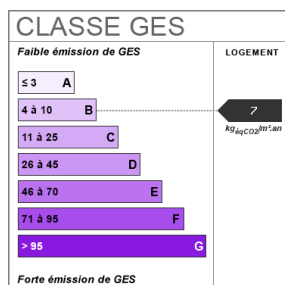 CLASSE GES
Faible émission de GES
LOGEMENT
≤ 3 A
4 à 10 B
7
kgéqCO2/m².an
11 à 25 C
26 à 45 D
46 à 70 E
71 à 95 F
> 95 G
Forte émission de GES